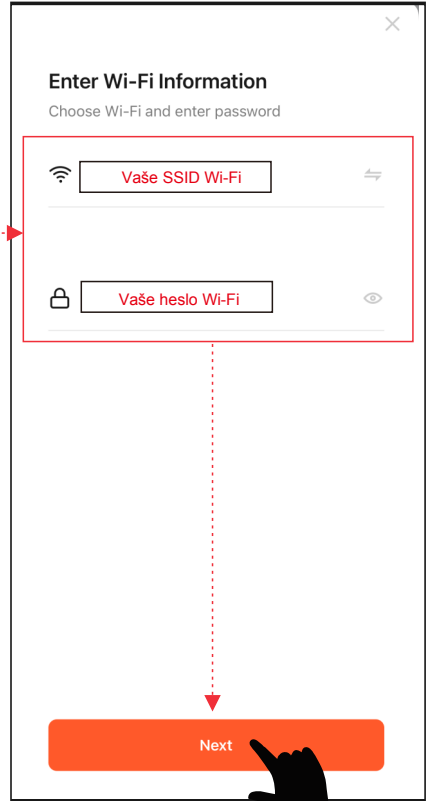 Enter Wi-Fi Information
Choose Wi-Fi and enter password
Vaše SSID Wi-Fi
Vaše heslo Wi-Fi
Next